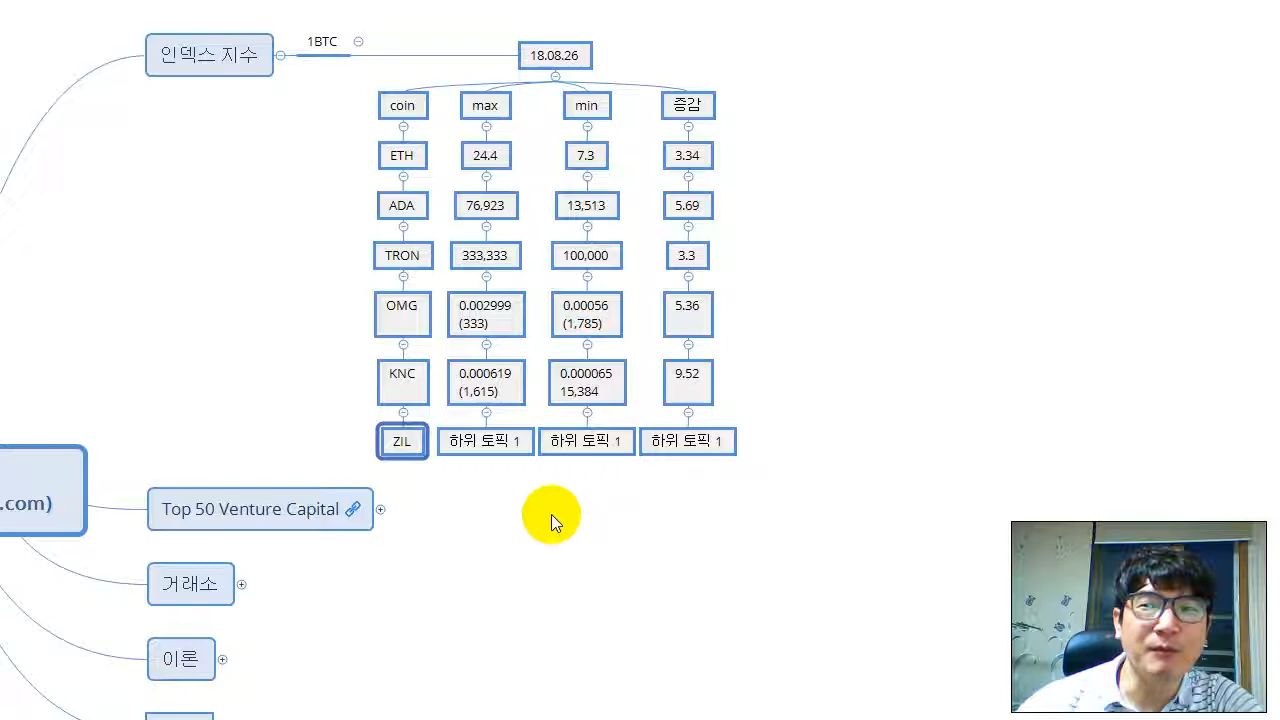 인덱스 지수
1BTC
18.08.26
coin max min 증감
ETH 24.4 7.3 3.34
ADA 76,923 13,513 5.69
TRON 333,333 100,000 3.3
OMG 0.002999 0.00056 5.36
(333) (1,785)
KNC 0.000619 0.000065 9.52
(1,615) 15,384
ZIL 하위 토픽 1 하위 토픽 1 하위 토픽 1
.com)
Top 50 Venture Capital
거래소
이론